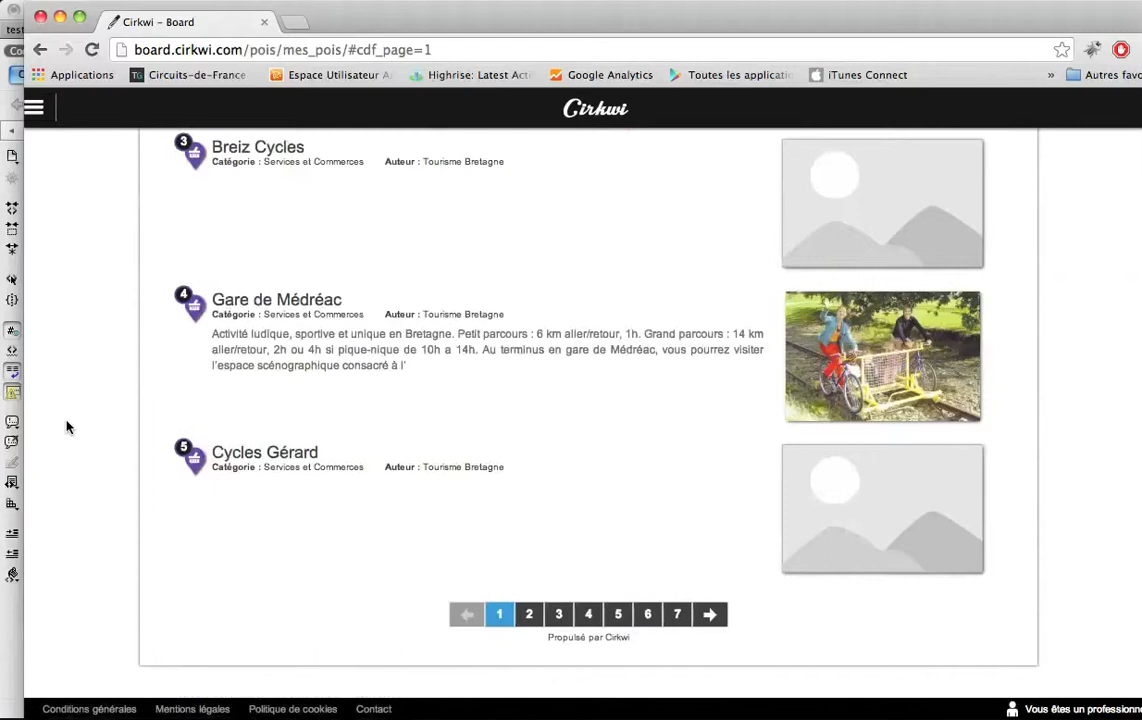 test
Cirkwi – Board
Co
board.cirkwi.com/pois/mes_pois/#cdf_page=1
Applications
TG Circuits-de-France
Espace Utilisateur A
Highrise: Latest Act
Google Analytics
Toutes les applicati
iTunes Connect
»
Autres favo
Cirkwi
3 Breiz Cycles
Catégorie : Services et Commerces Auteur : Tourisme Bretagne
4 Gare de Médréac
Catégorie : Services et Commerces Auteur : Tourisme Bretagne
Activité ludique, sportive et unique en Bretagne. Petit parcours : 6 km aller/retour, 1h. Grand parcours : 14 km
aller/retour, 2h ou 4h si pique-nique de 10h a 14h. Au terminus en gare de Médréac, vous pourrez visiter
l'espace scénographique consacré à l'
5 Cycles Gérard
Catégorie : Services et Commerces Auteur : Tourisme Bretagne
1 2 3 4 5 6 7
Propulsé par Cirkwi
Conditions générales Mentions légales Politique de cookies Contact Vous êtes un professionne